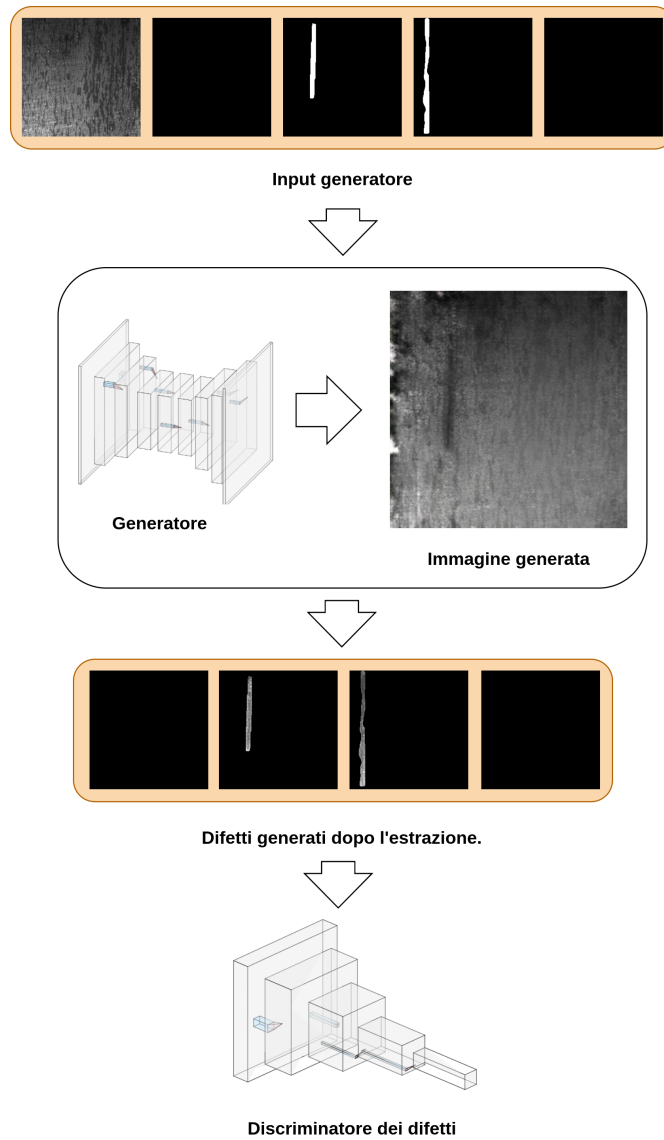 Input generatore
Generatore
Immagine generata
Difetti generati dopo l'estrazione.
Discriminatore dei difetti